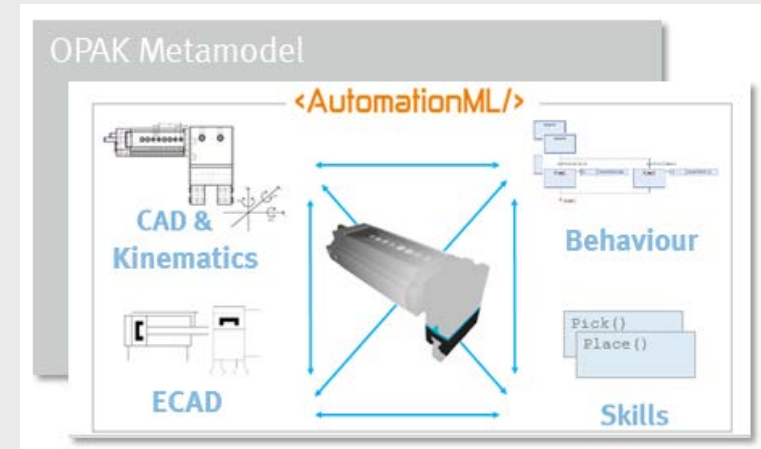 OPAK Metamodel
<AutomationML/>
CAD &
Kinematics
Behaviour
ECAD
Pick()
Place()
Skills